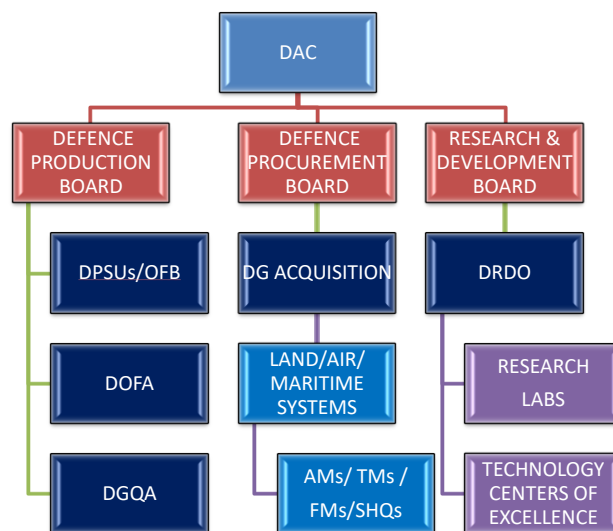 DAC
DEFENCE
PRODUCTION
BOARD
DEFENCE
PROCUREMENT
BOARD
RESEARCH &
DEVELOPMENT
BOARD
DPSUs/OFB
DG ACQUISITION
DRDO
DOFA
LAND/AIR/
MARITIME
SYSTEMS
RESEARCH
LABS
DGQA
AMs/ TMs /
FMs/SHQs
TECHNOLOGY
CENTERS OF
EXCELLENCE